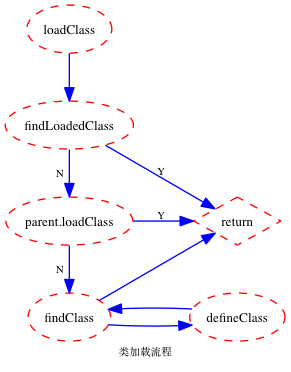 loadClass
findLoadedClass
N
Y
parent.loadClass
Y
return
N
findClass
defineClass
类加载流程